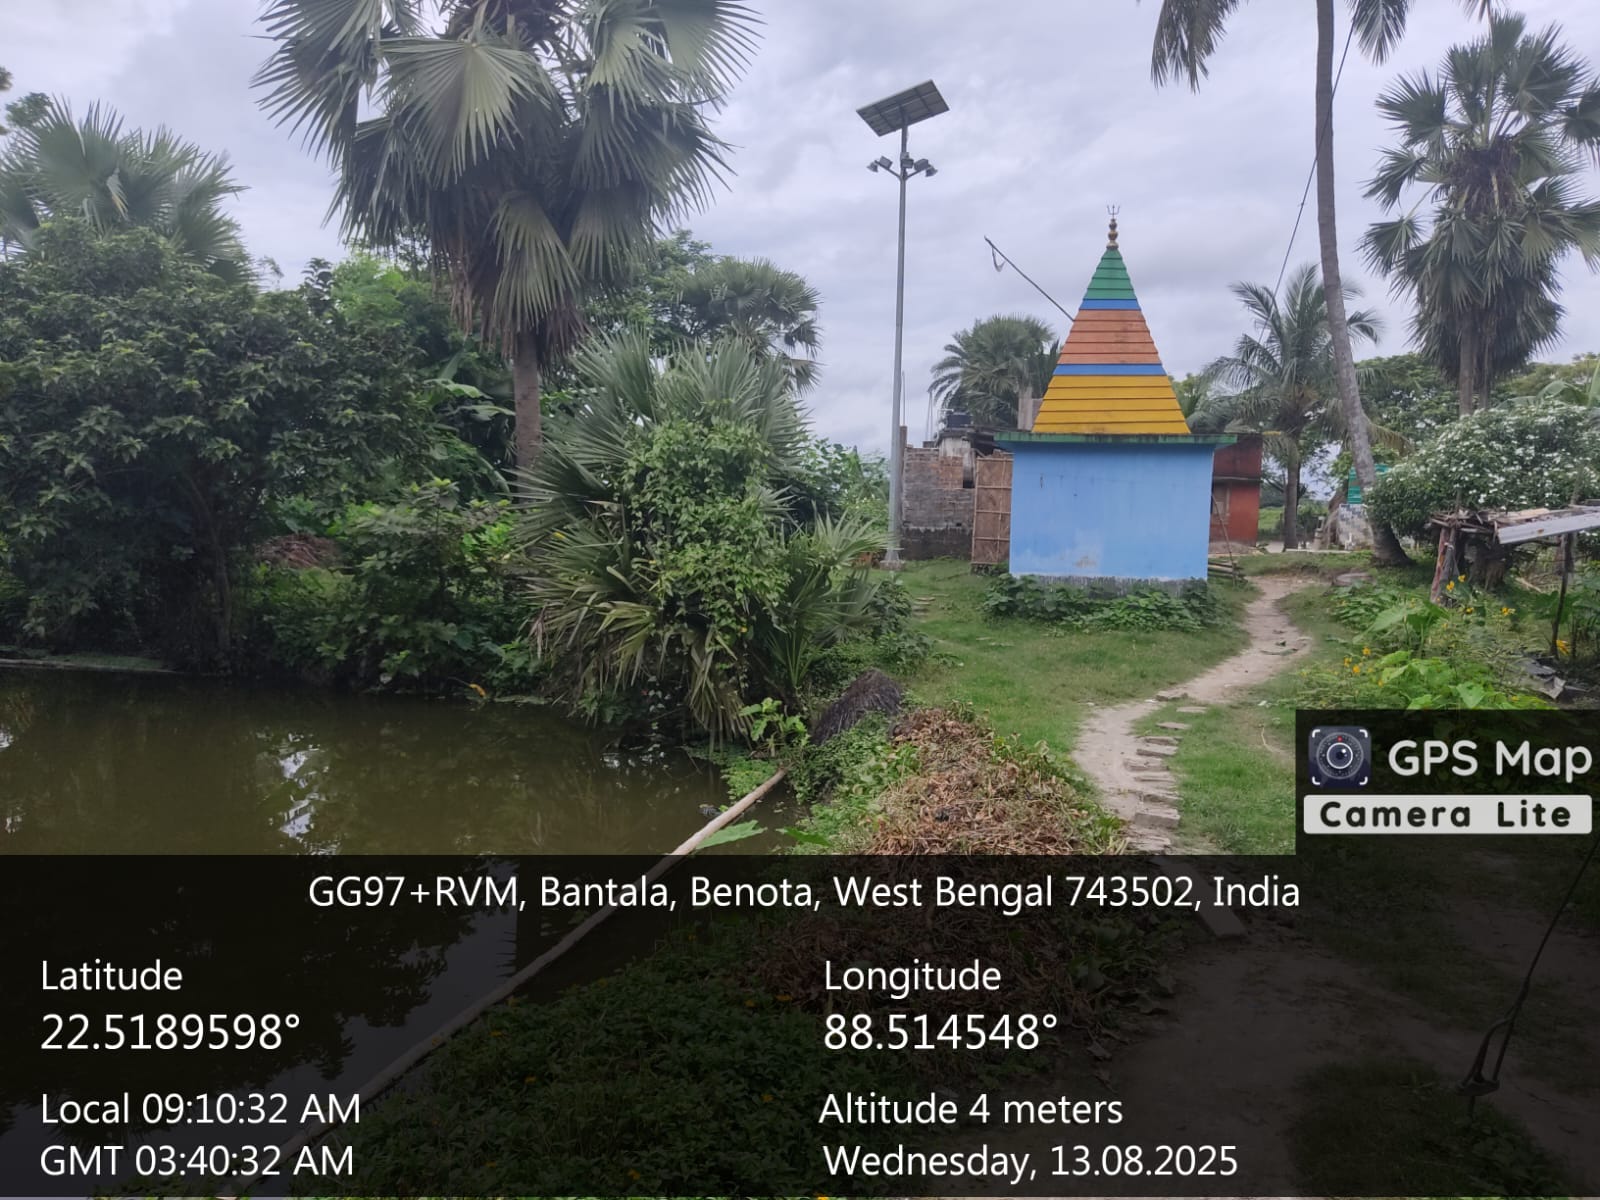 GPS Map
Camera Lite
GG97+RVM, Bantala, Benota, West Bengal 743502, India
Latitude
22.5189598°
Longitude
88.514548°
Local 09:10:32 AM
GMT 03:40:32 AM
Altitude 4 meters
Wednesday, 13.08.2025